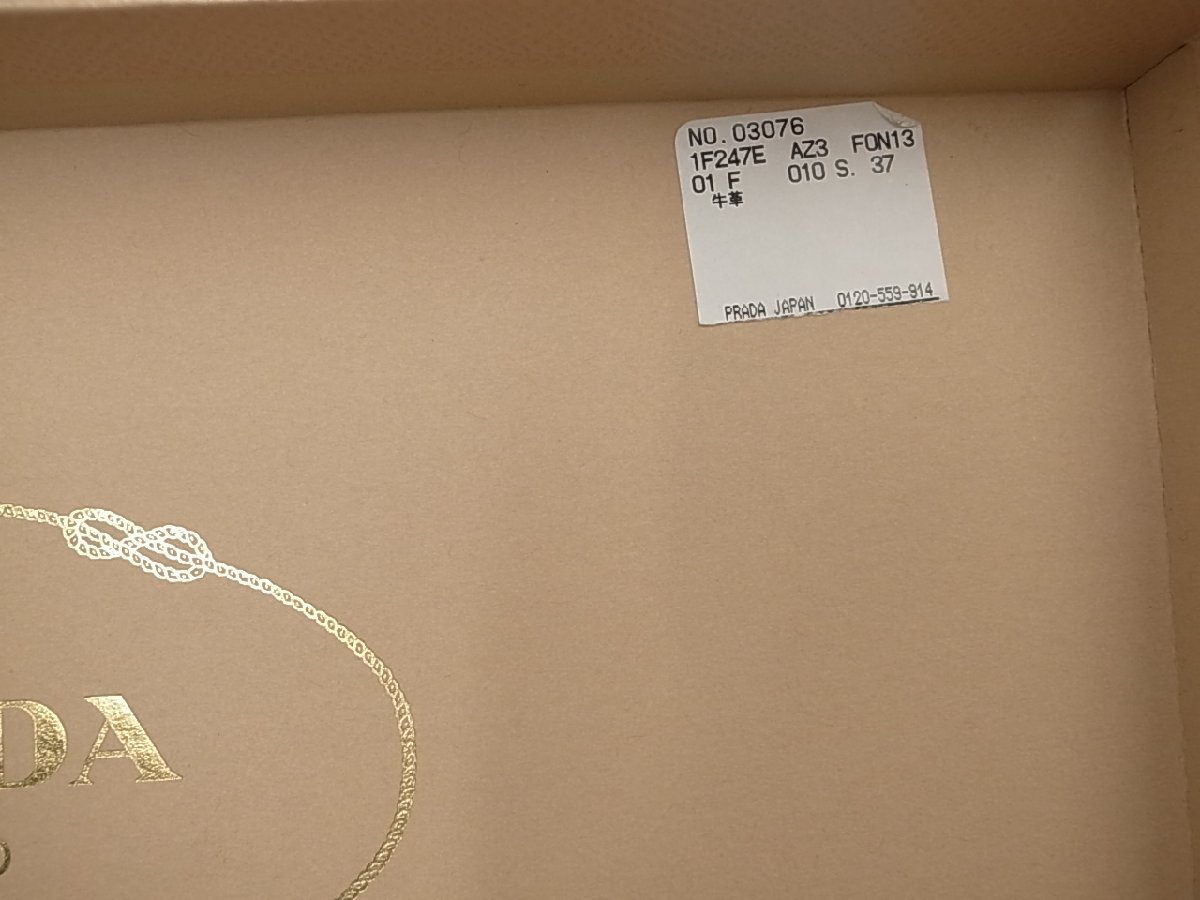 NO.03076
1F247E AZ3 F0N13
01 F 010 S. 37
牛革
PRADA JAPAN 0120-559-914
DA